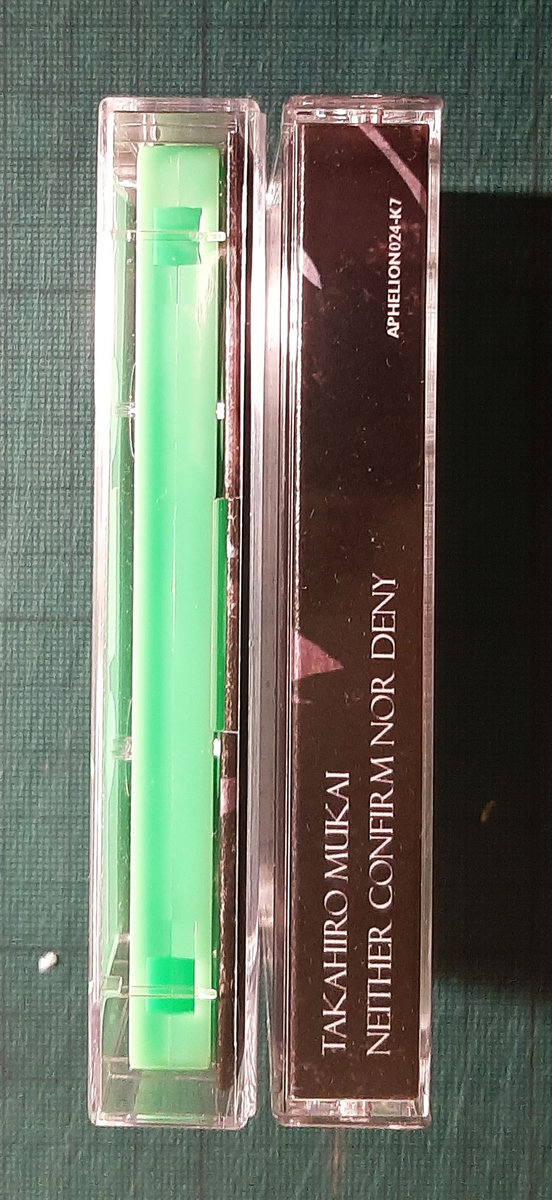 TAKAHIRO MUKAI
NEITHER CONFIRM NOR DENY
APHELION024-K7